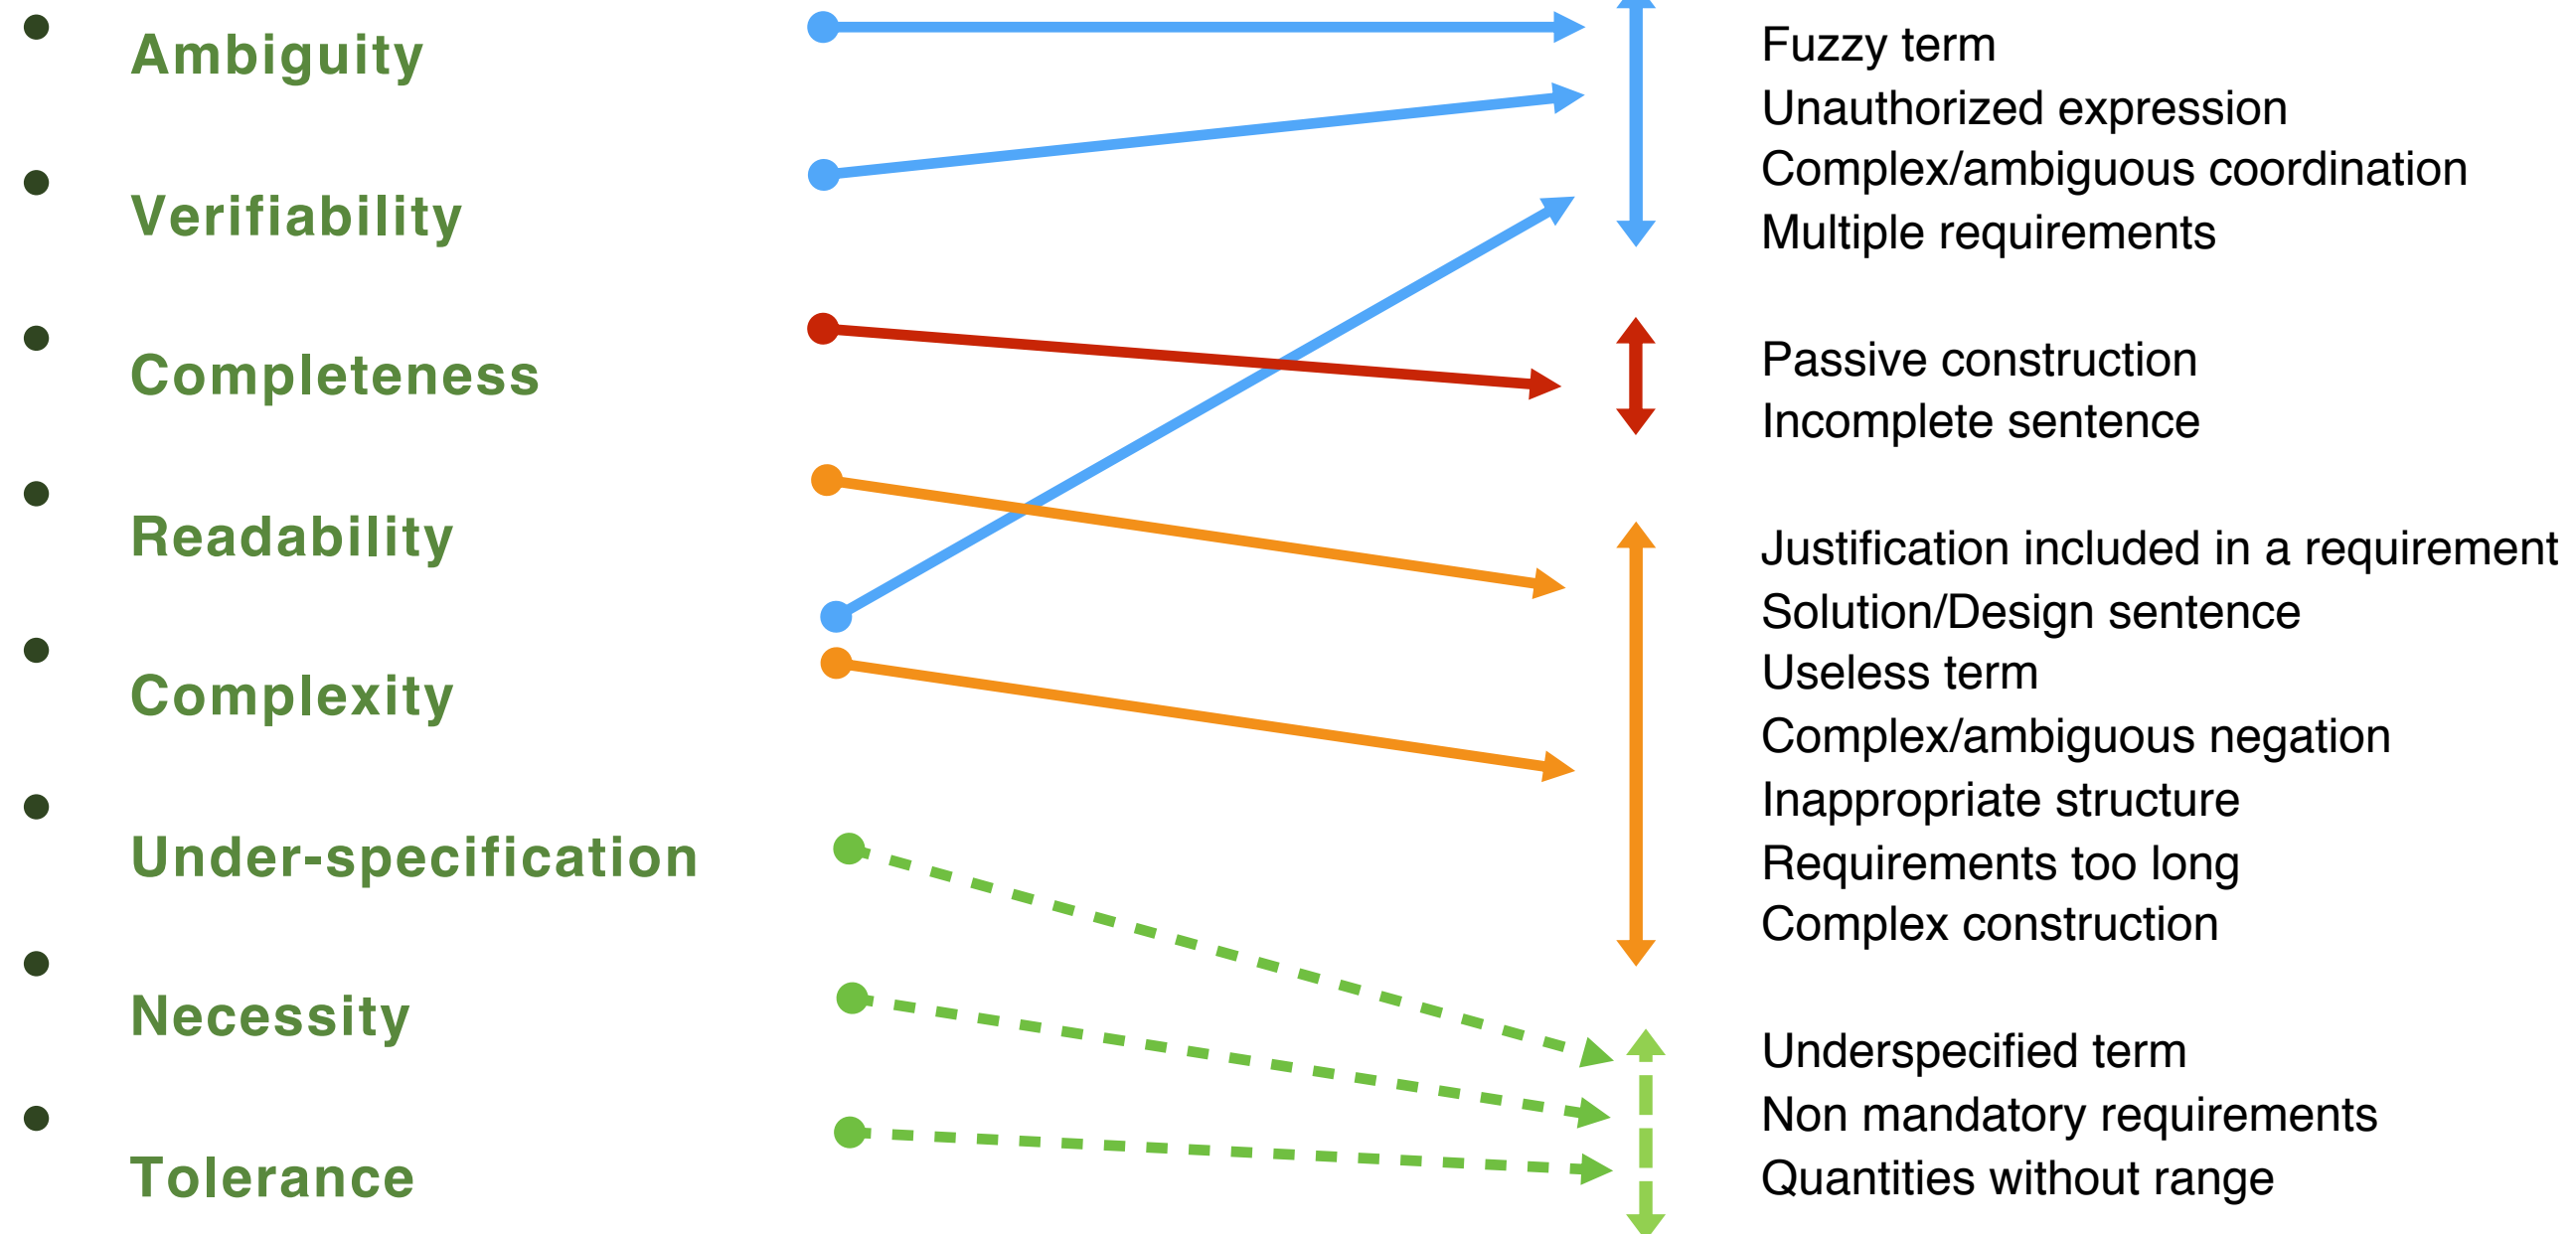 Ambiguity
Verifiability
Completeness
Readability
Complexity
Under-specification
Necessity
Tolerance
Fuzzy term
Unauthorized expression
Complex/ambiguous coordination
Multiple requirements
Passive construction
Incomplete sentence
Justification included in a requirement
Solution/Design sentence
Useless term
Complex/ambiguous negation
Inappropriate structure
Requirements too long
Complex construction
Underspecified term
Non mandatory requirements
Quantities without range